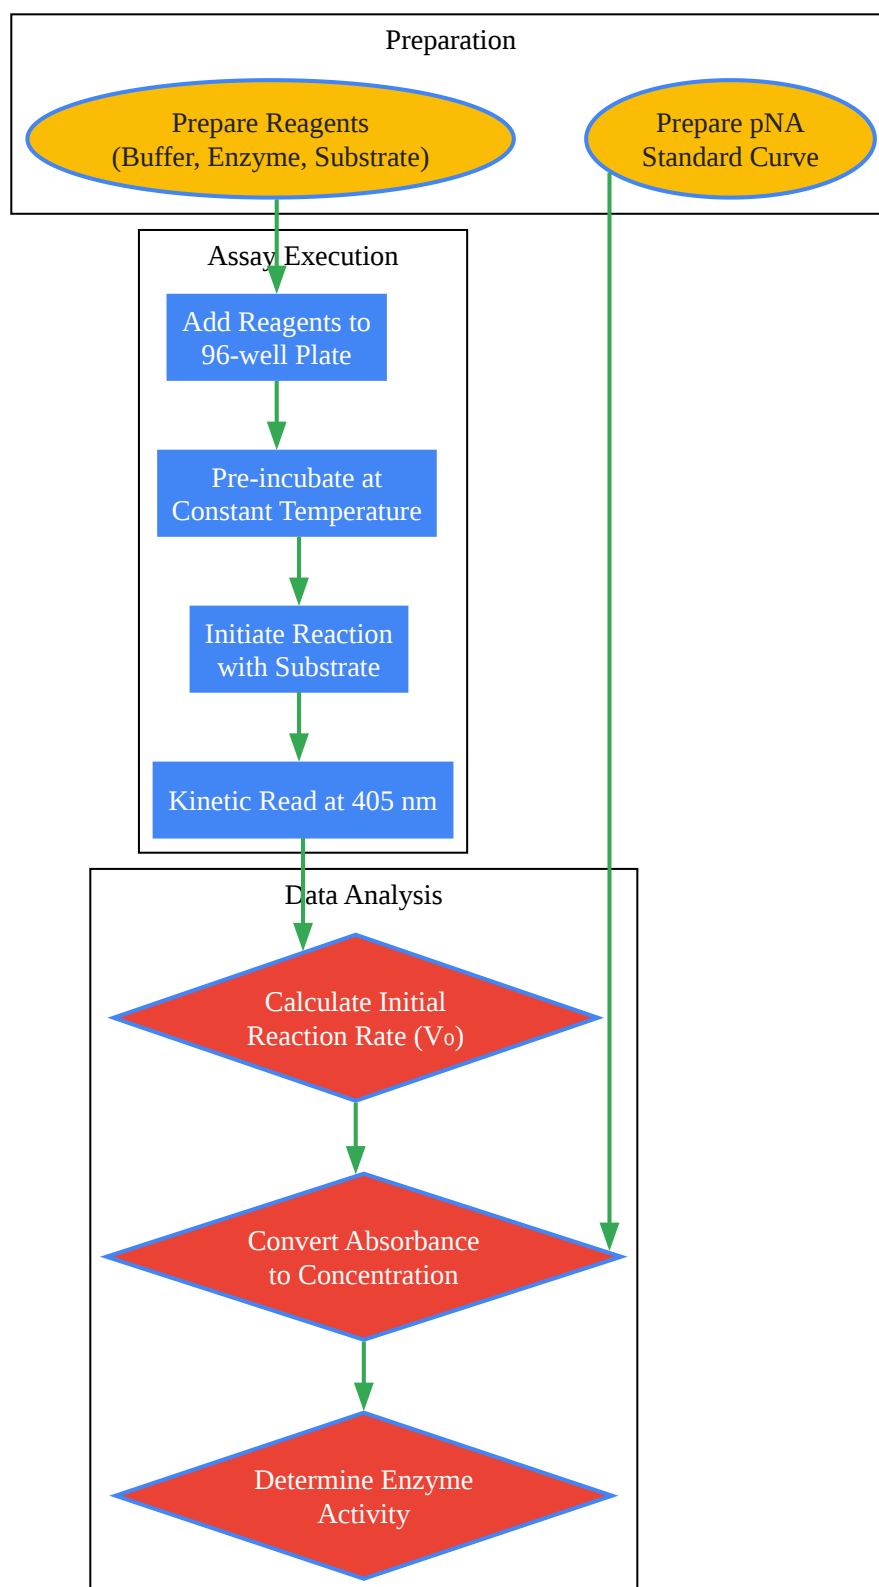 Preparation
Prepare Reagents
(Buffer, Enzyme, Substrate)
Prepare pNA
Standard Curve
Assay Execution
Add Reagents to
96-well Plate
Pre-incubate at
Constant Temperature
Initiate Reaction
with Substrate
Kinetic Read at 405 nm
Data Analysis
Calculate Initial
Reaction Rate (V₀)
Convert Absorbance
to Concentration
Determine Enzyme
Activity